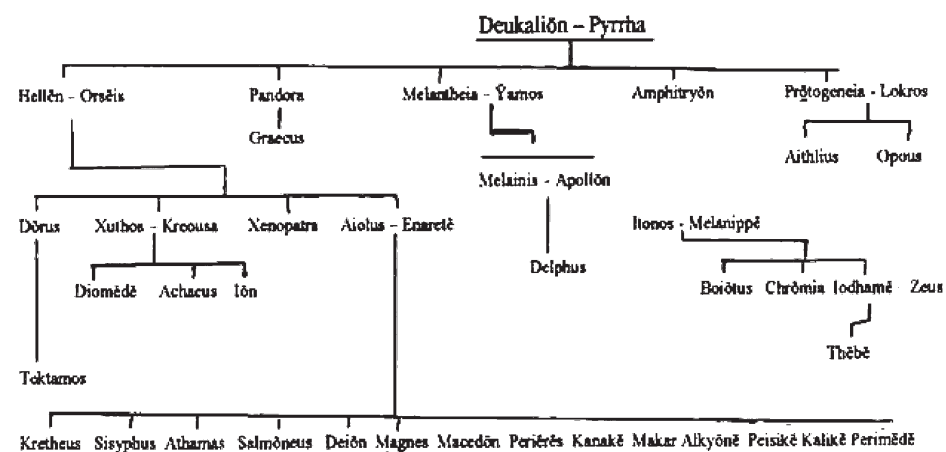 Deukaliōn – Pyrrha
Hellēn - Orsēis Pandora Melantheia - Ȳamos Amphitryōn Prōtogeneia - Lokros
Graecus
Aithlius Opous
Melainis - Apollōn
Dōrus Xuthos - Kreousa Xenopatra Aiolus - Enaretē Itonos - Melanippē
Delphus
Diomēdē Achaeus Iōn Boiōtus Chrōmia Iodhamē - Zeus
Thēbē
Tektamos
Kretheus Sisyphus Athamas Salmōneus Deiōn Magnes Macedōn Periērēs Kanakē Makar Alkyōnē Peisikē Kalikē Perimēdē